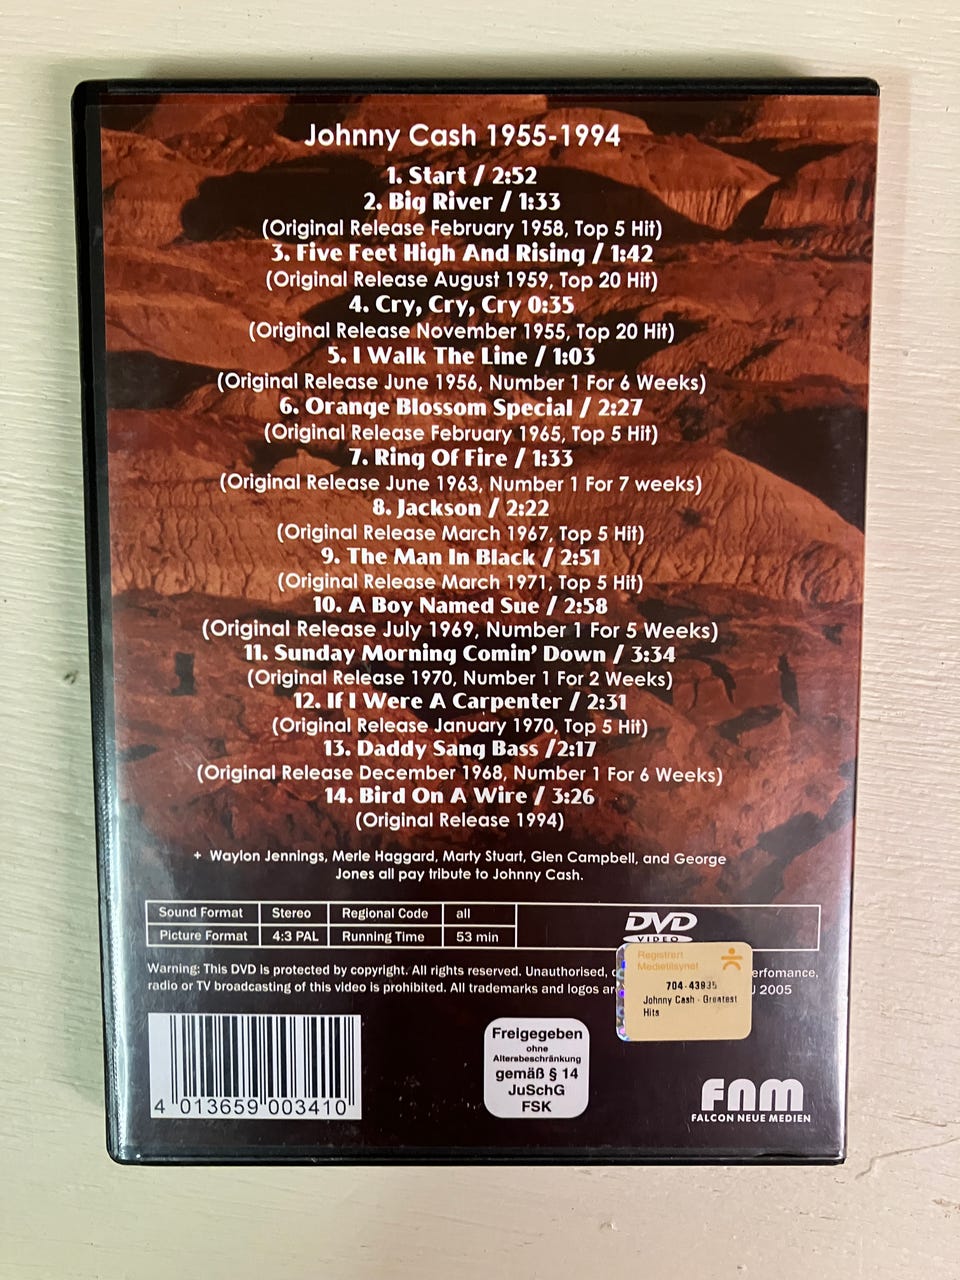 Johnny Cash 1955-1994
1. Start / 2:52
2. Big River / 1:33
(Original Release February 1958, Top 5 Hit)
3. Five Feet High And Rising / 1:42
(Original Release August 1959, Top 20 Hit)
4. Cry, Cry, Cry 0:35
(Original Release November 1955, Top 20 Hit)
5. I Walk The Line / 1:03
(Original Release June 1956, Number 1 For 6 Weeks)
6. Orange Blossom Special / 2:27
(Original Release February 1965, Top 5 Hit)
7. Ring Of Fire / 1:33
(Original Release June 1963, Number 1 For 7 weeks)
8. Jackson / 2:22
(Original Release March 1967, Top 5 Hit)
9. The Man In Black / 2:51
(Original Release March 1971, Top 5 Hit)
10. A Boy Named Sue / 2:58
(Original Release July 1969, Number 1 For 5 Weeks)
11. Sunday Morning Comin' Down / 3:34
(Original Release 1970, Number 1 For 2 Weeks)
12. If I Were A Carpenter / 2:31
(Original Release January 1970, Top 5 Hit)
13. Daddy Sang Bass /2:17
(Original Release December 1968, Number 1 For 6 Weeks)
14. Bird On A Wire / 3:26
(Original Release 1994)
+ Waylon Jennings, Merle Haggard, Marty Stuart, Glen Campbell, and George
Jones all pay tribute to Johnny Cash.
Sound Format Stereo Regional Code all
Picture Format 4:3 PAL Running Time 53 min
DVD
VIDEO
Warning: This DVD is protected by copyright. All rights reserved. Unauthorised, erfomance,
radio or TV broadcasting of this video is prohibited. All trademarks and logos 2005
Registrert
Medietilsynet
704-43935
Johnny Cash - Greatest
Hits
4 013659 003410
Freigegeben
ohne
Altersbeschränkung
gemäß § 14
JuSchG
FSK
fnm
FALCON NEUE MEDIEN